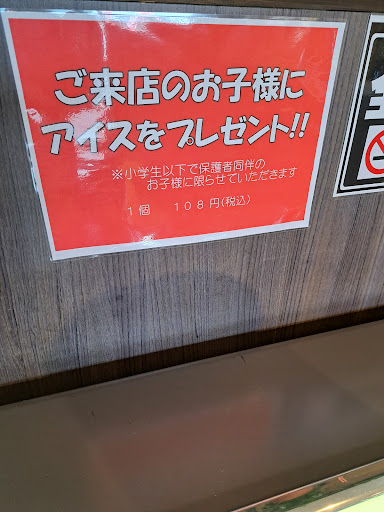 ご来店のお子様に
アイスをプレゼント!!
※小学生以下で保護者同伴の
お子様に限らせていただきます
1個 108円(税込)